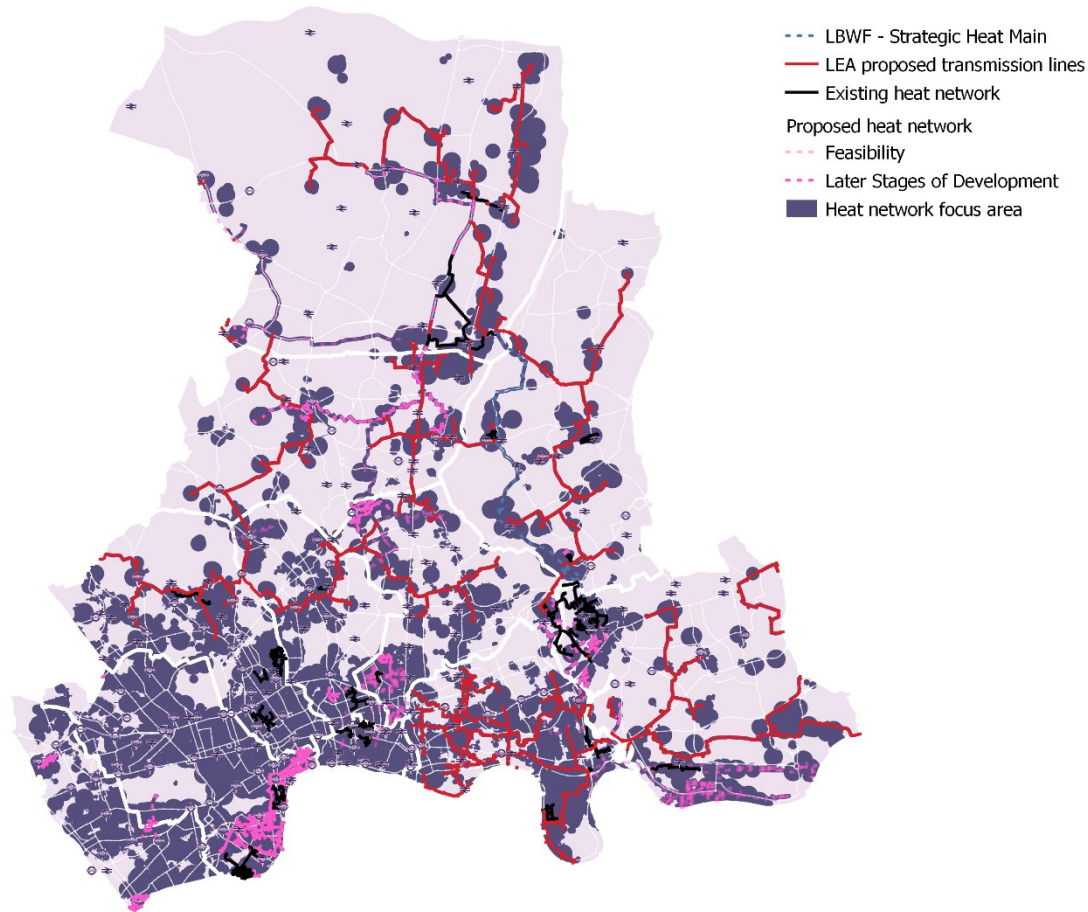 LBWF - Strategic Heat Main
LEA proposed transmission lines
Existing heat network
Proposed heat network
Feasibility
Later Stages of Development
Heat network focus area